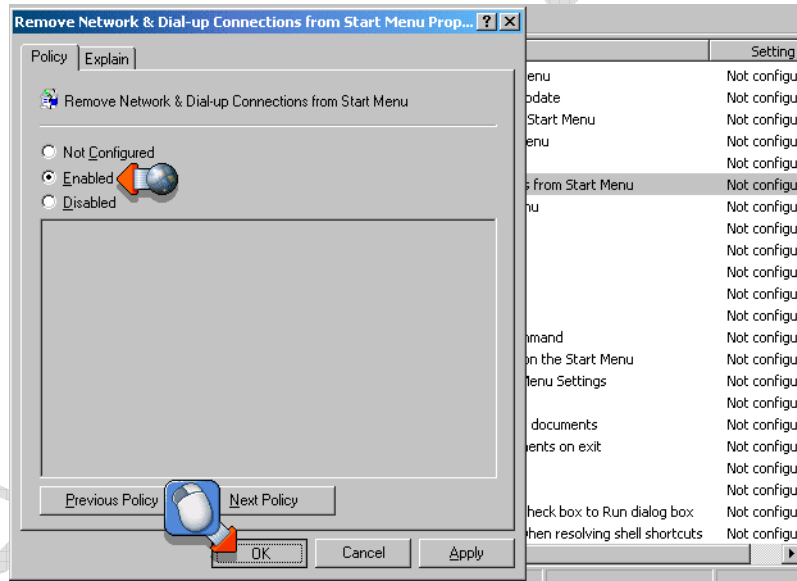 Remove Network & Dial-up Connections from Start Menu Prop...
Policy
Explain
Remove Network & Dial-up Connections from Start Menu
Not Configured
Enabled
Disabled
Previous Policy
Next Policy
OK
Cancel
Apply
Setting
enu Not configu
pdate Not configu
Start Menu Not configu
enu Not configu
Not configu
s from Start Menu Not configu
nu Not configu
Not configu
Not configu
Not configu
Not configu
Not configu
mmand Not configu
on the Start Menu Not configu
Menu Settings Not configu
Not configu
documents Not configu
ents on exit Not configu
Not configu
Not configu
heck box to Run dialog box Not configu
hen resolving shell shortcuts Not configu